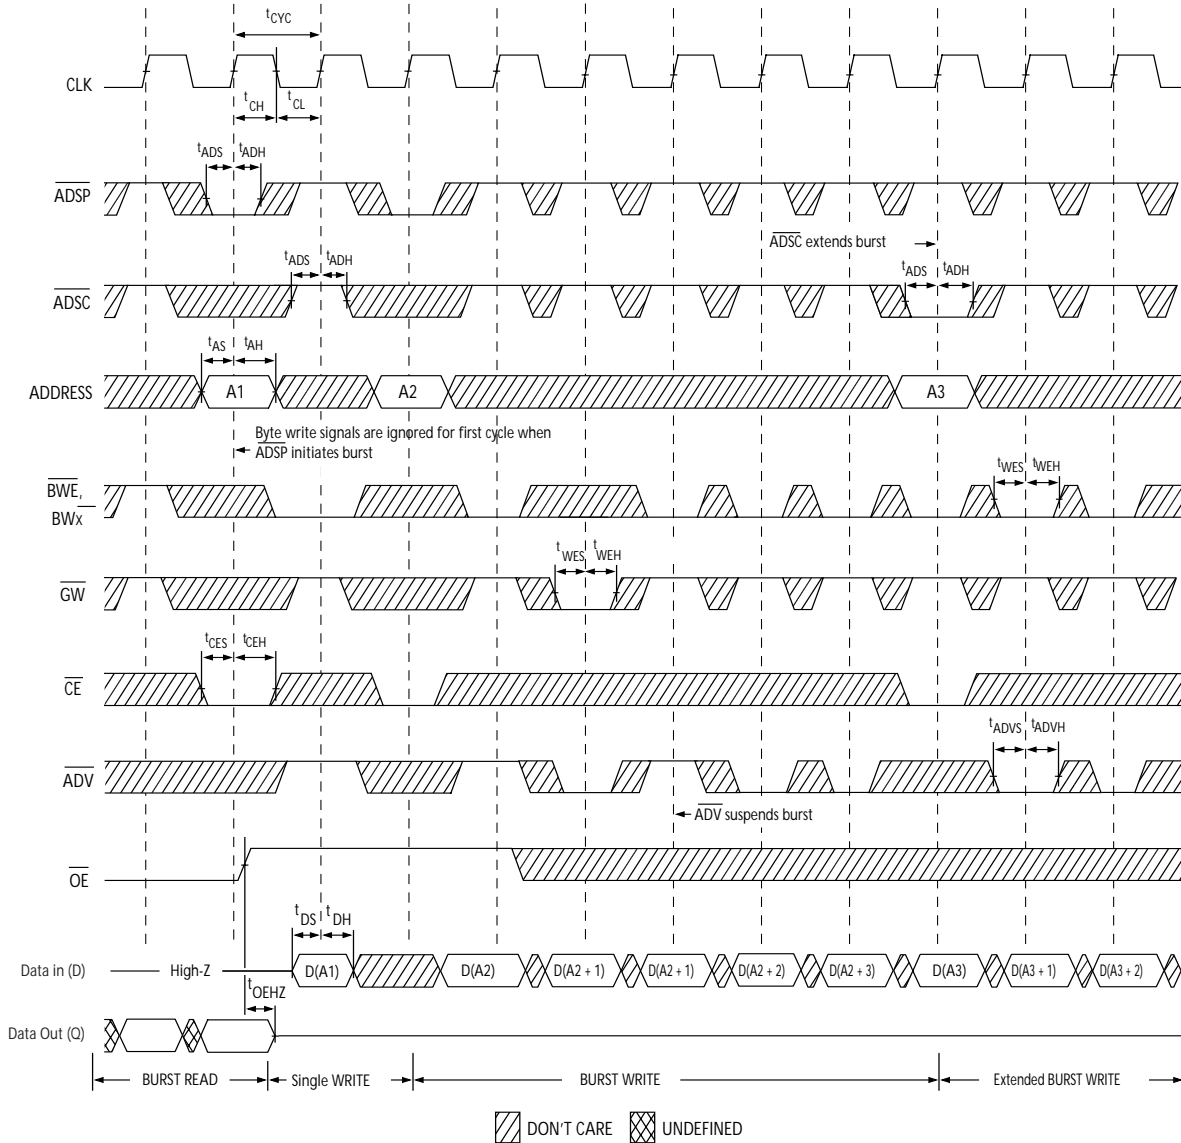 tCYC
CLK
tCH
tCL
tADS
tADH
ADSP
ADSC extends burst
tADS
tADH
tADS
tADH
ADSC
tAS
tAH
ADDRESS
A1
A2
A3
Byte write signals are ignored for first cycle when
ADSP initiates burst
tWES
tWEH
BWE,
BWx
tWES
tWEH
GW
tCES
tCEH
CE
tADVS
tADVH
ADV
ADV suspends burst
OE
tDS
tDH
Data in (D)
High-Z
D(A1)
D(A2)
D(A2 + 1)
D(A2 + 1)
D(A2 + 2)
D(A2 + 3)
D(A3)
D(A3 + 1)
D(A3 + 2)
tOEHZ
Data Out (Q)
BURST READ
Single WRITE
BURST WRITE
Extended BURST WRITE
DON'T CARE
UNDEFINED